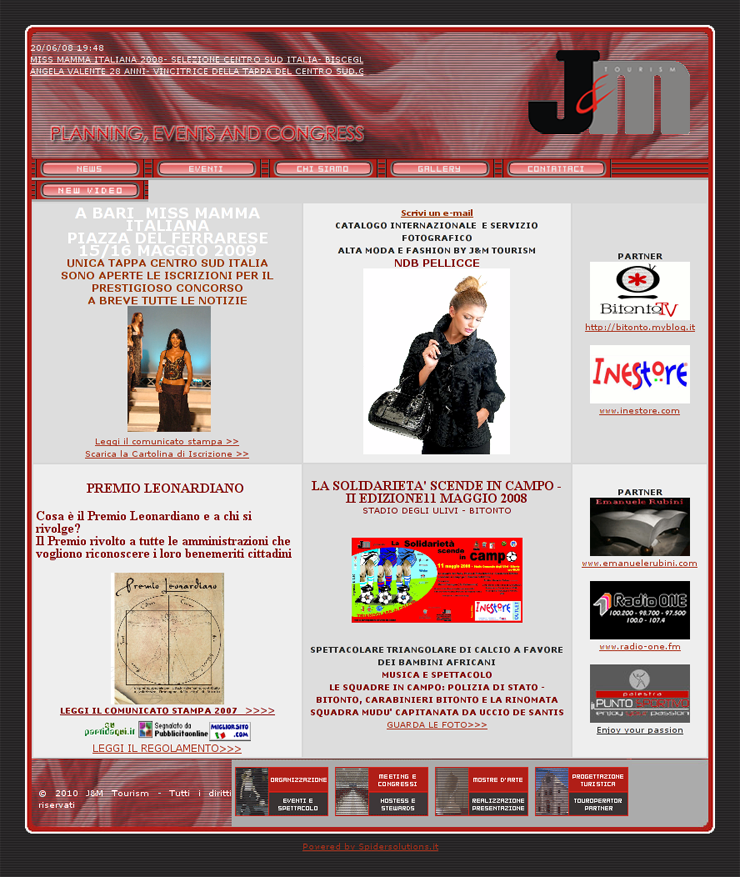 20/06/08 19:48
MISS MAMMA ITALIANA 2008- SELEZIONE CENTRO SUD ITALIA- BISCEGL
ANGELA VALENTE 28 ANNI- VINCITRICE DELLA TAPPA DEL CENTRO SUD.G
J&m
TOURISM
PLANNING, EVENTS AND CONGRESS
NEWS
EVENTI
CHI SIAMO
GALLERY
CONTATTACI
NEW VIDEO
A BARI MISS MAMMA
ITALIANA
PIAZZA DEL FERRARESE
15/16 MAGGIO 2009
UNICA TAPPA CENTRO SUD ITALIA
SONO APERTE LE ISCRIZIONI PER IL
PRESTIGIOSO CONCORSO
A BREVE TUTTE LE NOTIZIE
Leggi il comunicato stampa >>
Scarica la Cartolina di Iscrizione >>
Scrivi un e-mail
CATALOGO INTERNAZIONALE E SERVIZIO
FOTOGRAFICO
ALTA MODA E FASHION BY J&M TOURISM
NDB PELLICCE
PARTNER
BitontoTV
http://bitonto.myblog.it
INESTORE
www.inestore.com
PREMIO LEONARDIANO
Cosa è il Premio Leonardiano e a chi si
rivolge?
Il Premio rivolto a tutte le amministrazioni che
vogliono riconoscere i loro benemeriti cittadini
Premio Leonardiano
LEGGI IL COMUNICATO STAMPA 2007 >>>>
Segnalato da
Pubblicitaonline
MIGLIORSITO
.com
LEGGI IL REGOLAMENTO>>>
LA SOLIDARIETA' SCENDE IN CAMPO -
II EDIZIONE11 MAGGIO 2008
STADIO DEGLI ULIVI - BITONTO
La Solidarietà
scende
in campo
INESTORE
SPETTACOLARE TRIANGOLARE DI CALCIO A FAVORE
DEI BAMBINI AFRICANI
MUSICA E SPETTACOLO
LE SQUADRE IN CAMPO: POLIZIA DI STATO -
BITONTO, CARABINIERI BITONTO E LA RINOMATA
SQUADRA MUDU' CAPITANATA DA UCCIO DE SANTIS
GUARDA LE FOTO>>>
PARTNER
Emanuele Rubini
www.emanuelerubini.com
Radio ONE
100.200 - 98.700 - 97.500
100.0 - 107.4
www.radio-one.fm
palestra
PUNTO SPORTIVO
enjoy your passion
Enjoy your passion
© 2010 J&M Tourism - Tutti i diritti
riservati
ORGANIZZAZIONE
EVENTI E
SPETTACOLO
MEETING E
CONGRESSI
HOSTESS E
STEWARDS
MOSTRE D'ARTE
REALIZZAZIONE
PRESENTAZIONE
PROGETTAZIONE
TURISTICA
TOUROPERATOR
PARTNER
Powered by Spidersolutions.it